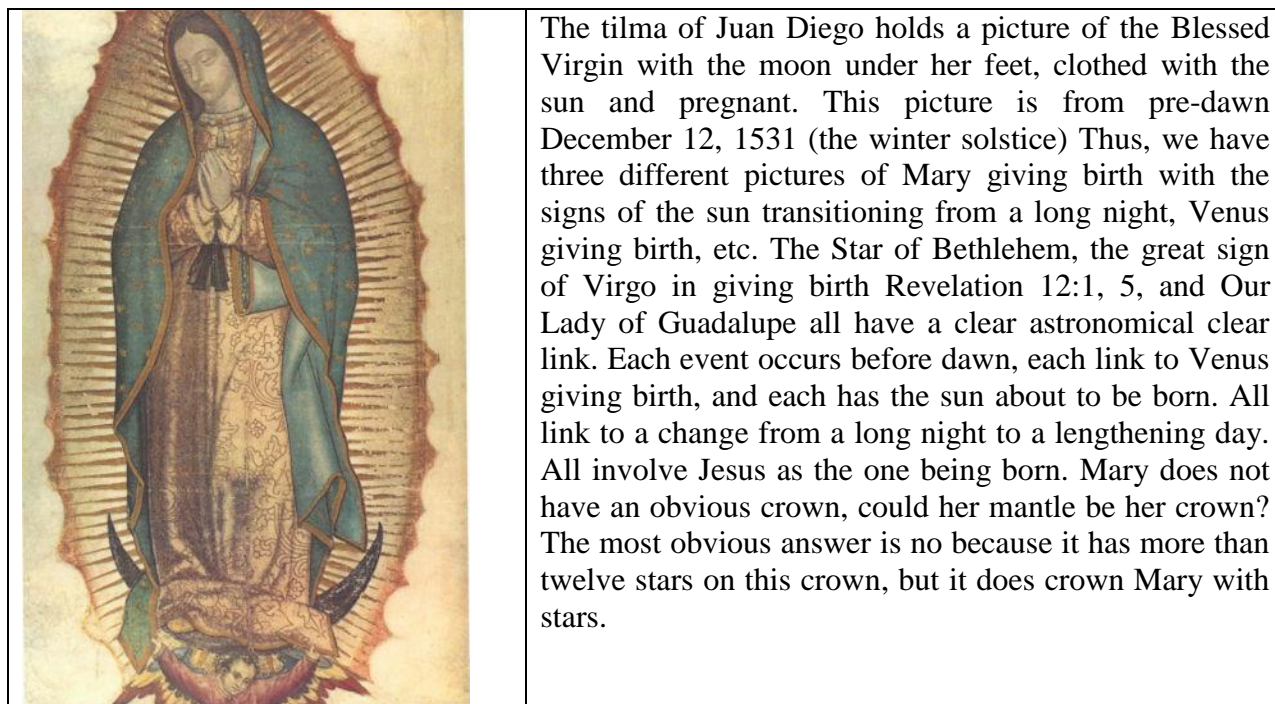 The tilma of Juan Diego holds a picture of the Blessed
Virgin with the moon under her feet, clothed with the
sun and pregnant. This picture is from pre-dawn
December 12, 1531 (the winter solstice) Thus, we have
three different pictures of Mary giving birth with the
signs of the sun transitioning from a long night, Venus
giving birth, etc. The Star of Bethlehem, the great sign
of Virgo in giving birth Revelation 12:1, 5, and Our
Lady of Guadalupe all have a clear astronomical clear
link. Each event occurs before dawn, each link to Venus
giving birth, and each has the sun about to be born. All
link to a change from a long night to a lengthening day.
All involve Jesus as the one being born. Mary does not
have an obvious crown, could her mantle be her crown?
The most obvious answer is no because it has more than
twelve stars on this crown, but it does crown Mary with
stars.